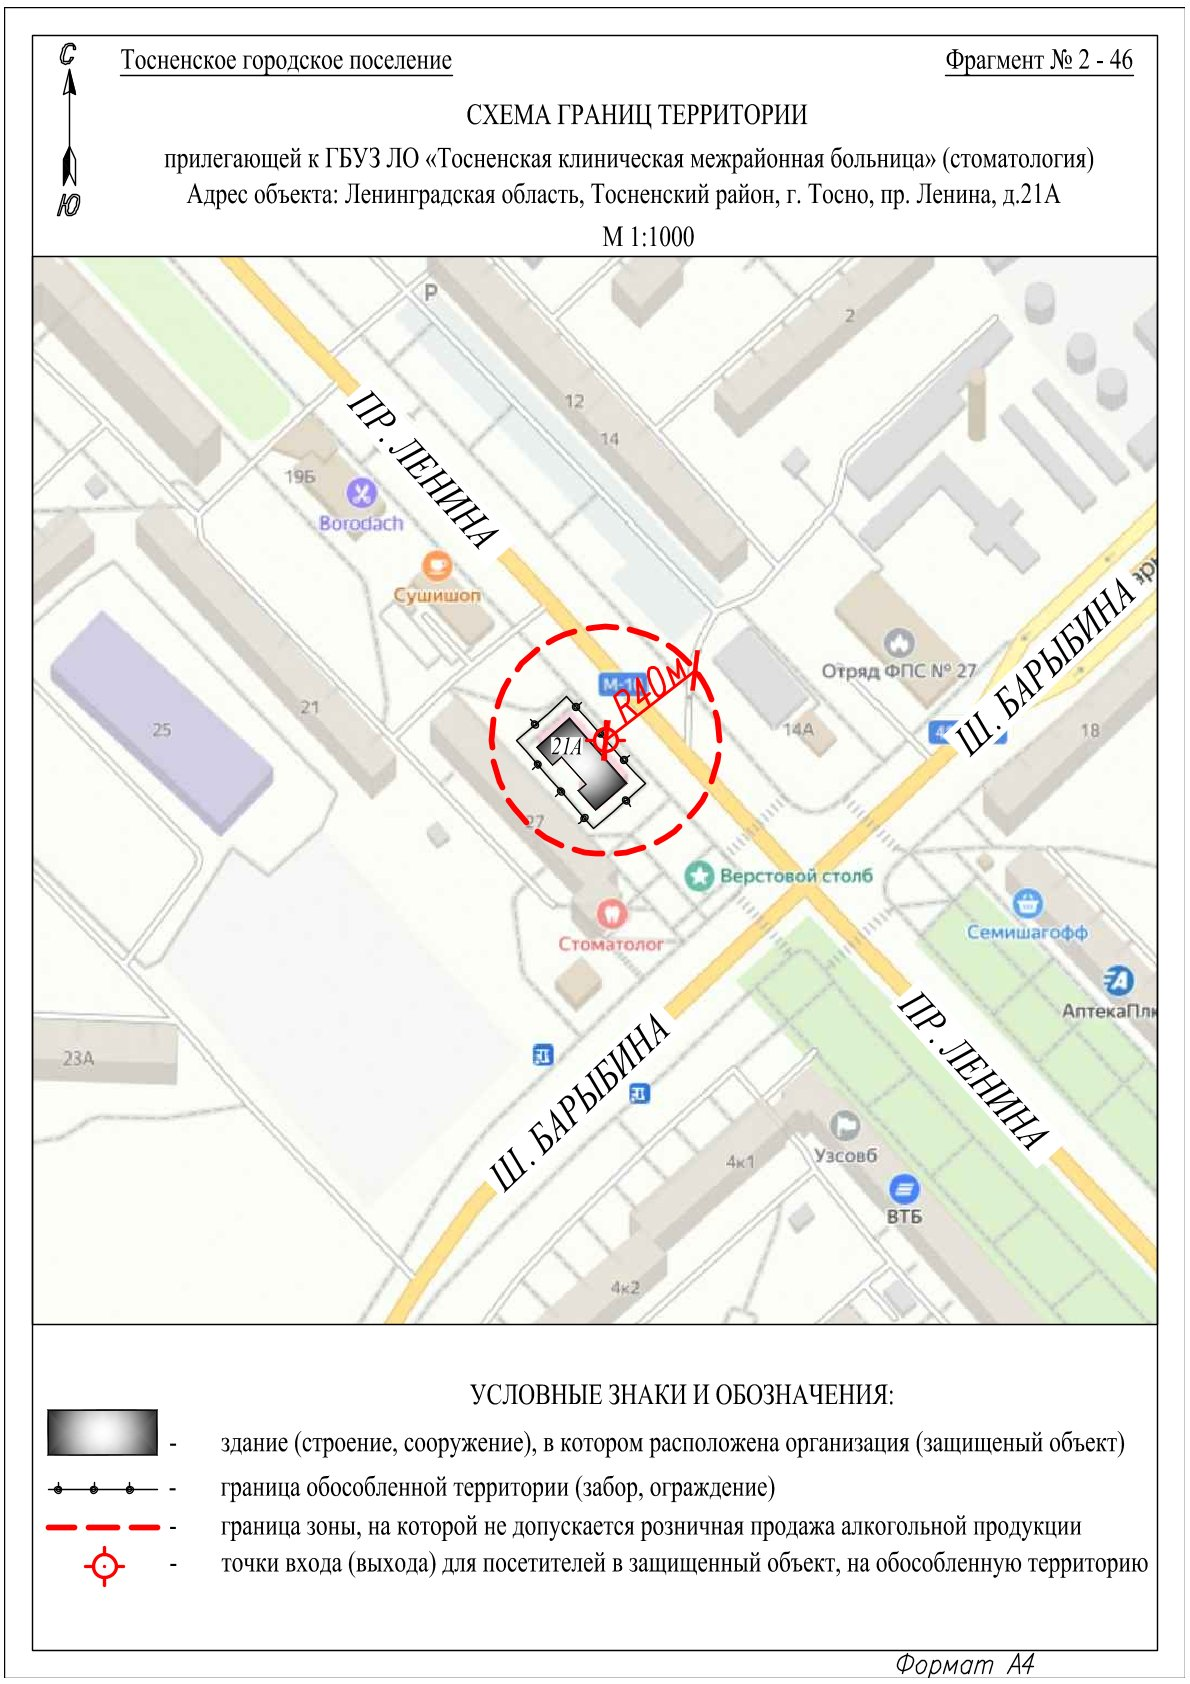 С
Ю
Тосненское городское поселение
Фрагмент № 2 - 46
СХЕМА ГРАНИЦ ТЕРРИТОРИИ
прилегающей к ГБУЗ ЛО «Тосненская клиническая межрайонная больница» (стоматология)
Адрес объекта: Ленинградская область, Тосненский район, г. Тосно, пр. Ленина, д.21А
М 1:1000
P
2
12
14
ПР. ЛЕНИНА
19Б
Borodach
Сушишоп
Ш. БАРЫБИНА
Отряд ФПС № 27
R40м
21
25
21А
14А
18
27
Верстовой столб
Стоматолог
Семишагофф
АптекаПлю
ПР. ЛЕНИНА
Ш. БАРЫБИНА
23А
4к1
Узсовб
ВТБ
4к2
УСЛОВНЫЕ ЗНАКИ И ОБОЗНАЧЕНИЯ:
- здание (строение, сооружение), в котором расположена организация (защищеный объект)
- граница обособленной территории (забор, ограждение)
- граница зоны, на которой не допускается розничная продажа алкогольной продукции
- точки входа (выхода) для посетителей в защищенный объект, на обособленную территорию
Формат А4